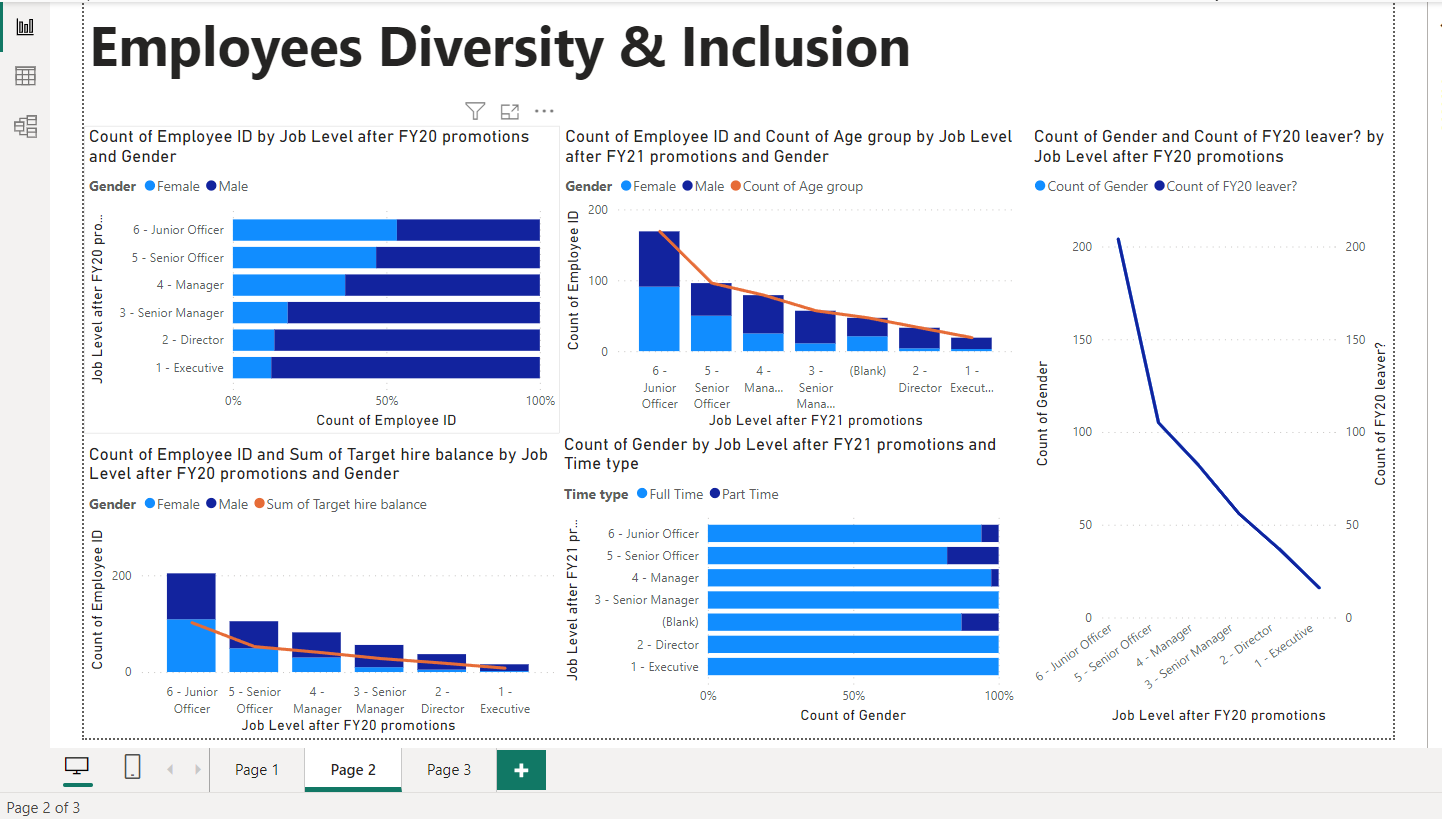 Employees Diversity & Inclusion
Count of Employee ID by Job Level after FY20 promotions
and Gender
Gender Female Male
Job Level after FY20 pro...
6 - Junior Officer
5 - Senior Officer
4 - Manager
3 - Senior Manager
2 - Director
1 - Executive
0% 50% 100%
Count of Employee ID
Count of Employee ID and Count of Age group by Job Level
after FY21 promotions and Gender
Gender Female Male Count of Age group
Count of Employee ID
200
100
0
6 - 5 - 4 - 3 - (Blank) 2 - 1 -
Junior Senior Mana... Senior Director Execut...
Officer Officer Mana...
Job Level after FY21 promotions
Count of Gender and Count of FY20 leaver? by
Job Level after FY20 promotions
Count of Gender Count of FY20 leaver?
Count of Gender
200 200
150 150
100 100
50 50
0 0
Count of FY20 leaver?
6 - Junior Officer
5 - Senior Officer
4 - Manager
3 - Senior Manager
2 - Director
1 - Executive
Job Level after FY20 promotions
Count of Employee ID and Sum of Target hire balance by Job
Level after FY20 promotions and Gender
Gender Female Male Sum of Target hire balance
Count of Employee ID
200
0
6 - Junior 5 - Senior 4 - 3 - Senior 2 - 1 -
Officer Officer Manager Manager Director Executive
Job Level after FY20 promotions
Count of Gender by Job Level after FY21 promotions and
Time type
Time type Full Time Part Time
Job Level after FY21 pr...
6 - Junior Officer
5 - Senior Officer
4 - Manager
3 - Senior Manager
(Blank)
2 - Director
1 - Executive
0% 50% 100%
Count of Gender
Page 1 Page 2 Page 3
Page 2 of 3